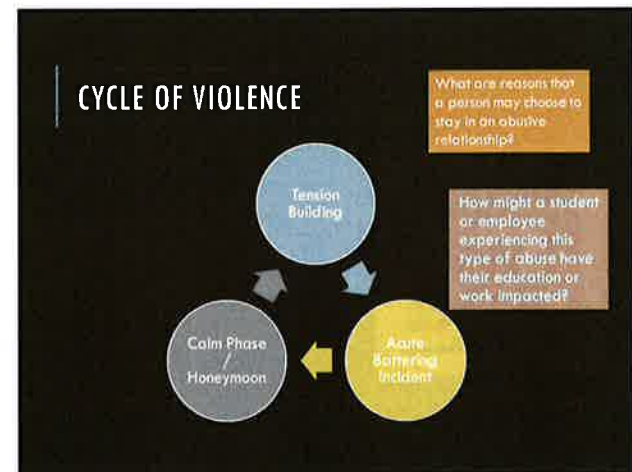 CYCLE OF VIOLENCE
What are reasons that
a person may choose to
stay in an abusive
relationship?
Tension
Building
How might a student
or employee
experiencing this
type of abuse have
their education or
work impacted?
Calm Phase
/
Honeymoon
Acute
Battering
Incident